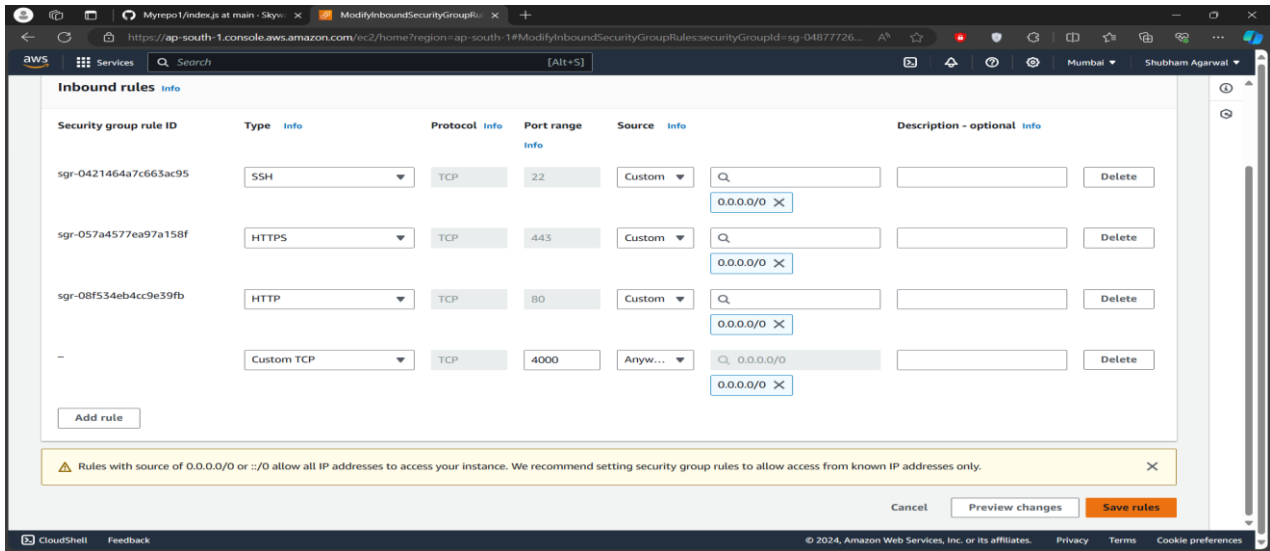 Myrepo1/index.js at main · Skyw
ModifyInboundSecurityGroupRu
https://ap-south-1.console.aws.amazon.com/ec2/home?region=ap-south-1#ModifyInboundSecurityGroupRules:securityGroupId=sg-04877726...
aws Services Search [Alt+S] Mumbai Shubham Agarwal
Inbound rules Info
Security group rule ID Type Info Protocol Info Port range Info Source Info Description - optional Info
sgr-0421464a7c663ac95 SSH TCP 22 Custom Delete
0.0.0.0/0
sgr-057a4577ea97a158f HTTPS TCP 443 Custom Delete
0.0.0.0/0
sgr-08f534eb4cc9e39fb HTTP TCP 80 Custom Delete
0.0.0.0/0
– Custom TCP TCP 4000 Anyw... 0.0.0.0/0 Delete
0.0.0.0/0
Add rule
Rules with source of 0.0.0.0/0 or ::/0 allow all IP addresses to access your instance. We recommend setting security group rules to allow access from known IP addresses only.
Cancel Preview changes Save rules
CloudShell Feedback © 2024, Amazon Web Services, Inc. or its affiliates. Privacy Terms Cookie preferences